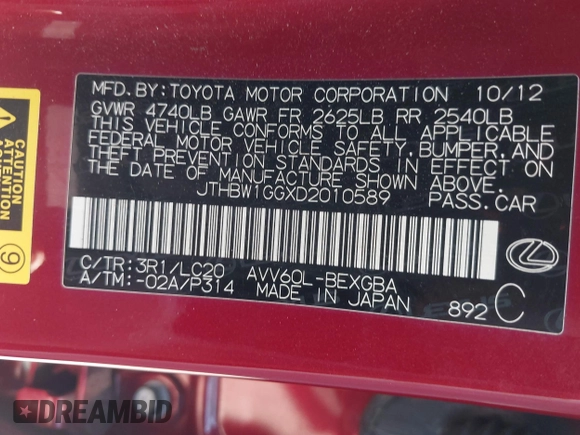 MFD. BY: TOYOTA MOTOR CORPORATION 10/12
GVWR 4740LB GAWR FR 2625LB RR 2540LB
THIS VEHICLE CONFORMS TO ALL APPLICABLE
FEDERAL MOTOR VEHICLE SAFETY, BUMPER, AND
THEFT PREVENTION STANDARDS IN EFFECT ON
THE DATE OF MANUFACTURE SHOWN ABOVE.
JTHBW1GGXD2010589 PASS.CAR
C/TR: 3R1/LC20 AVV60L-BEXGBA
A/TM: -02A/P314 MADE IN JAPAN 892 C
CAUTION
ATTENTION
9
DREAMBID